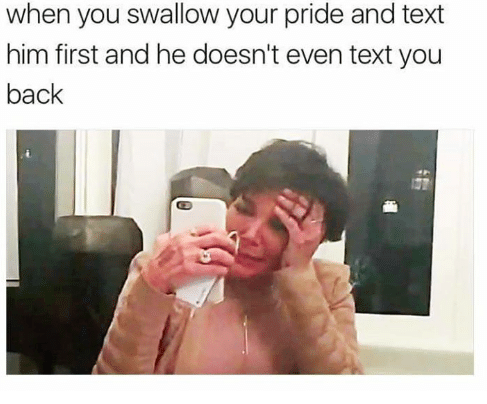 when you swallow your pride and text
him first and he doesn't even text you
back